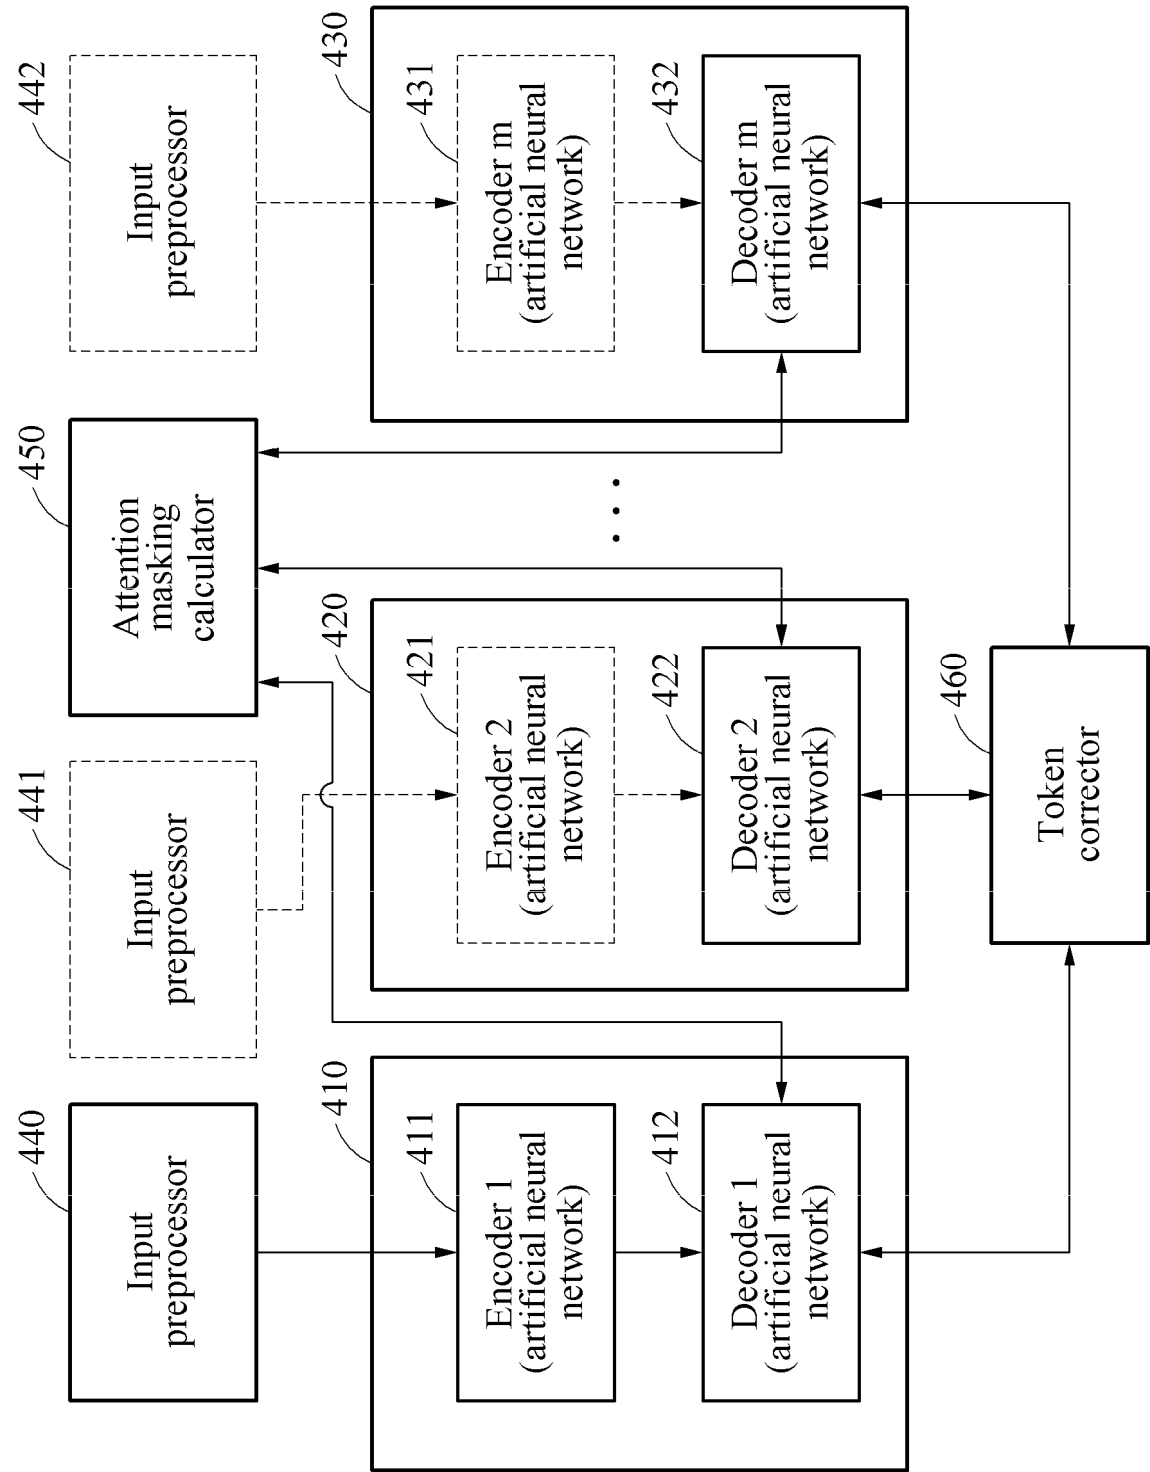 440
Input
preprocessor
441
Input
preprocessor
450
Attention
masking
calculator
442
Input
preprocessor
410
411
Encoder 1
(artificial neural
network)
412
Decoder 1
(artificial neural
network)
420
421
Encoder 2
(artificial neural
network)
422
Decoder 2
(artificial neural
network)
• • •
430
431
Encoder m
(artificial neural
network)
432
Decoder m
(artificial neural
network)
460
Token
corrector